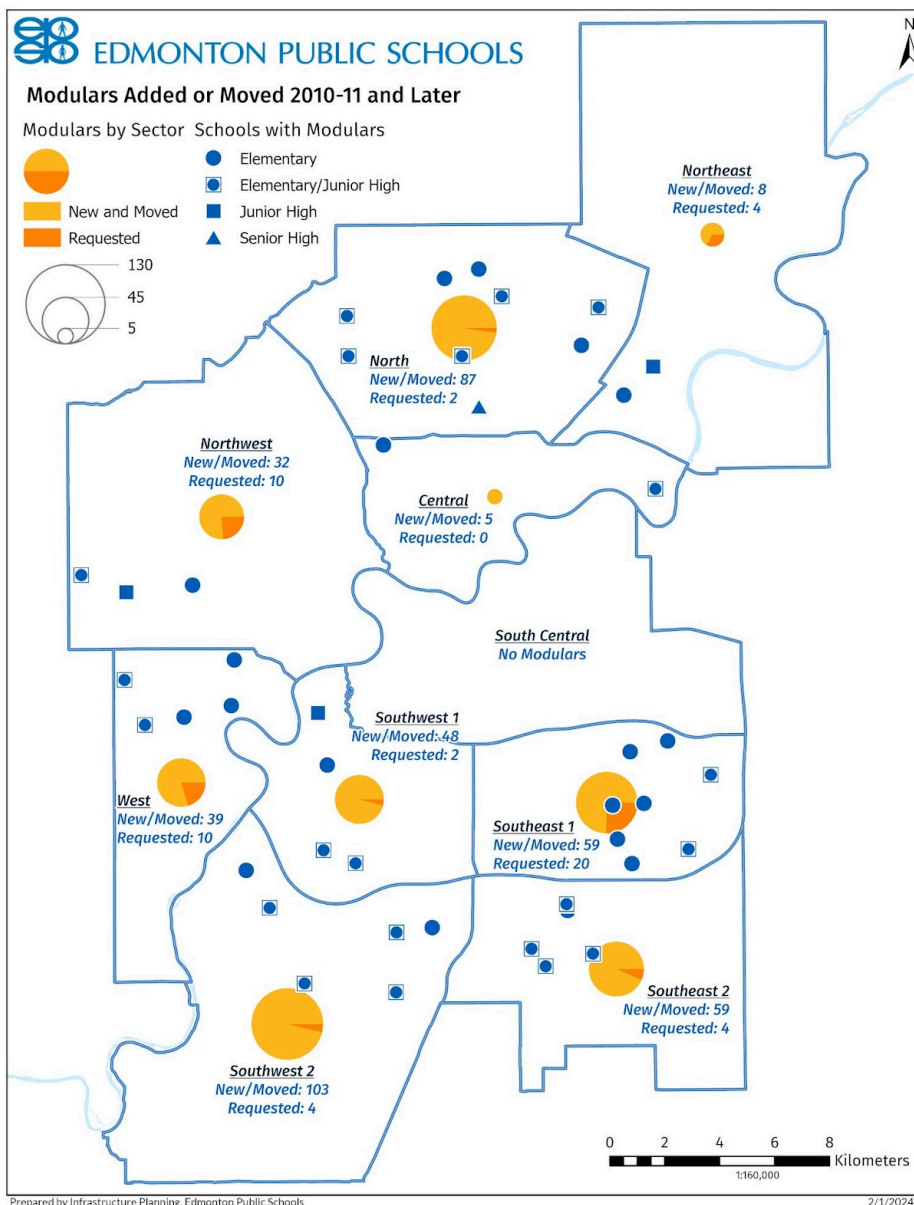 EDMONTON PUBLIC SCHOOLS
N
Modulars Added or Moved 2010-11 and Later
Modulars by Sector
Schools with Modulars
Elementary
Elementary/Junior High
New and Moved
Junior High
Requested
Senior High
130
45
5
Northeast
New/Moved: 8
Requested: 4
North
New/Moved: 87
Requested: 2
Northwest
New/Moved: 32
Requested: 10
Central
New/Moved: 5
Requested: 0
South Central
No Modulars
Southwest 1
New/Moved: 48
Requested: 2
West
New/Moved: 39
Requested: 10
Southeast 1
New/Moved: 59
Requested: 20
Southeast 2
New/Moved: 59
Requested: 4
Southwest 2
New/Moved: 103
Requested: 4
0 2 4 6 8
Kilometers
1:160,000
Prepared by Infrastructure Planning, Edmonton Public Schools
2/1/2024